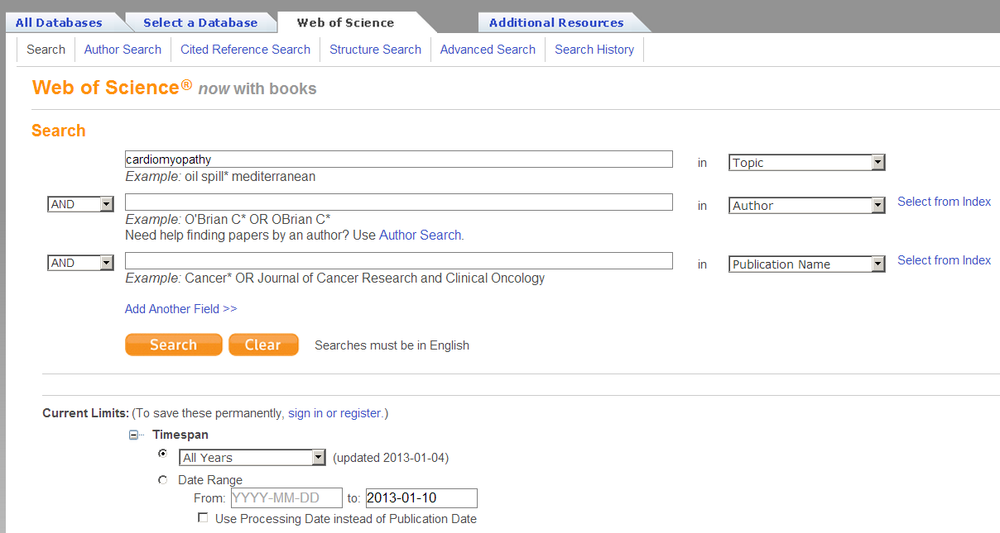 All Databases Select a Database Web of Science Additional Resources
Search Author Search Cited Reference Search Structure Search Advanced Search Search History
Web of Science® now with books
Search
cardiomyopathy in Topic
Example: oil spill* mediterranean
AND in Author Select from Index
Example: O'Brian C* OR OBrian C*
Need help finding papers by an author? Use Author Search.
AND in Publication Name Select from Index
Example: Cancer* OR Journal of Cancer Research and Clinical Oncology
Add Another Field >>
Search Clear Searches must be in English
Current Limits: (To save these permanently, sign in or register.)
Timespan
All Years (updated 2013-01-04)
Date Range
From: YYYY-MM-DD to: 2013-01-10
Use Processing Date instead of Publication Date